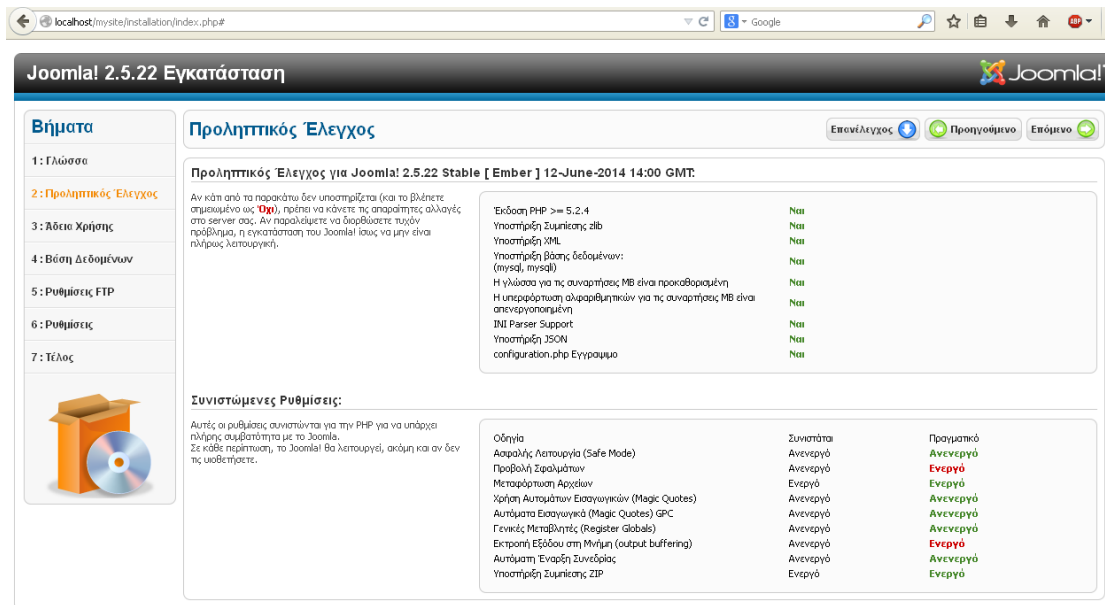 localhost/mysite/installation/index.php#
Google
ABP
Joomla! 2.5.22 Εγκατάσταση
Joomla!
Βήματα
1 : Γλώσσα
2 : Προληπτικός Έλεγχος
3 : Άδεια Χρήσης
4 : Βάση Δεδομένων
5 : Ρυθμίσεις FTP
6 : Ρυθμίσεις
7 : Τέλος
Προληπτικός Έλεγχος
Επανέλεγχος
Προηγούμενο
Επόμενο
Προληπτικός Έλεγχος για Joomla! 2.5.22 Stable [ Ember ] 12-June-2014 14:00 GMT:
Αν κάτι από τα παρακάτω δεν υποστηρίζεται (και το βλέπετε
σημειωμένο ως Όχι), πρέπει να κάνετε τις απαραίτητες αλλαγές
στο server σας. Αν παραλείψετε να διορθώσετε τυχόν
πρόβλημα, η εγκατάσταση του Joomla! ίσως να μην είναι
πλήρως λειτουργική.
Έκδοση PHP >= 5.2.4 Ναι
Υποστήριξη Συμπίεσης zlib Ναι
Υποστήριξη XML Ναι
Υποστήριξη βάσης δεδομένων:
(mysql, mysqli) Ναι
Η γλώσσα για τις συναρτήσεις MB είναι προκαθορισμένη Ναι
Η υπερφόρτωση αλφαριθμητικών για τις συναρτήσεις MB είναι
απενεργοποιημένη Ναι
INI Parser Support Ναι
Υποστήριξη JSON Ναι
configuration.php Εγγραψιμο Ναι
Συνιστώμενες Ρυθμίσεις:
Αυτές οι ρυθμίσεις συνιστώνται για την PHP για να υπάρχει
πλήρης συμβατότητα με το Joomla.
Σε κάθε περίπτωση, το Joomla! θα λειτουργεί, ακόμη και αν δεν
τις υιοθετήσετε.
Οδηγία Συνιστάται Πραγματικό
Ασφαλής Λειτουργία (Safe Mode) Ανενεργό Ανενεργό
Προβολή Σφαλμάτων Ανενεργό Ενεργό
Μεταφόρτωση Αρχείων Ενεργό Ενεργό
Χρήση Αυτομάτων Εισαγωγικών (Magic Quotes) Ανενεργό Ανενεργό
Αυτόματα Εισαγωγικά (Magic Quotes) GPC Ανενεργό Ανενεργό
Γενικές Μεταβλητές (Register Globals) Ανενεργό Ανενεργό
Εκτροπή Εξόδου στη Μνήμη (output buffering) Ανενεργό Ενεργό
Αυτόματη Έναρξη Συνεδρίας Ανενεργό Ανενεργό
Υποστήριξη Συμπίεσης ZIP Ενεργό Ενεργό